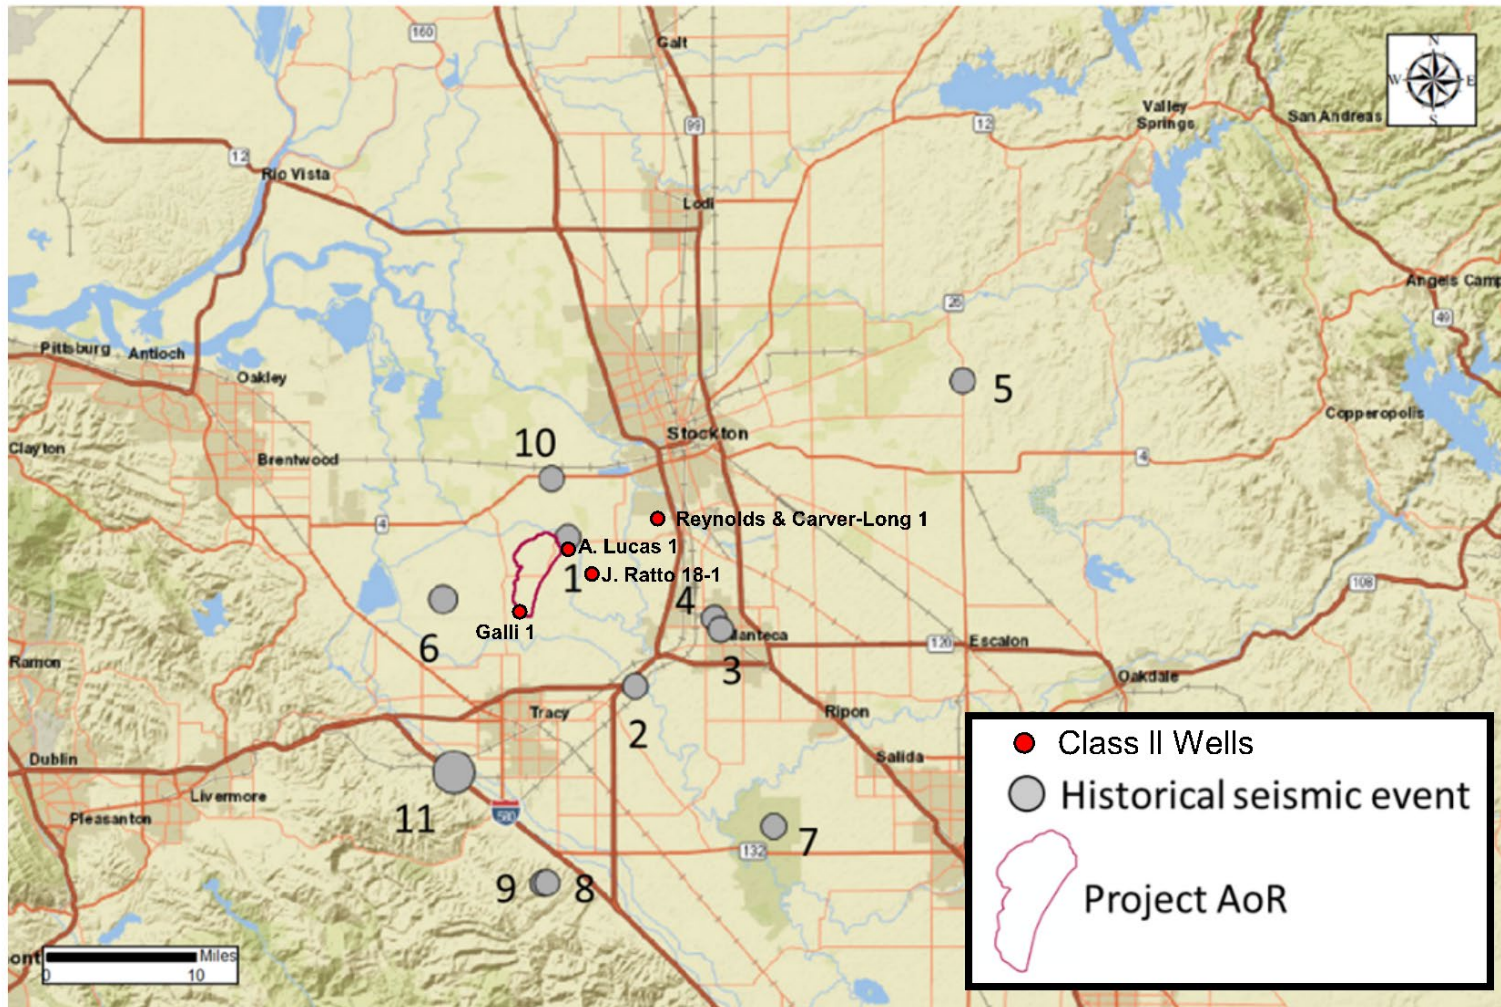 160
Galt
N
W
E
S
99
12
Valley
Springs
San Andreas
12
Rio Vista
Lodi
Angels Camp
26
49
Pittsburg
Antioch
Oakley
5
Copperopolis
Stockton
10
Clayton
Brentwood
4
4
Reynolds & Carver-Long 1
A. Lucas 1
1
J. Ratto 18-1
108
4
Galli 1
Manteca
120
Escalon
6
Ramon
3
Oakdale
Tracy
2
Ripon
Dublin
Salida
Livermore
11
580
Pleasanton
7
132
9
8
ont
Miles
0
10
Class II Wells
Historical seismic event
Project AoR